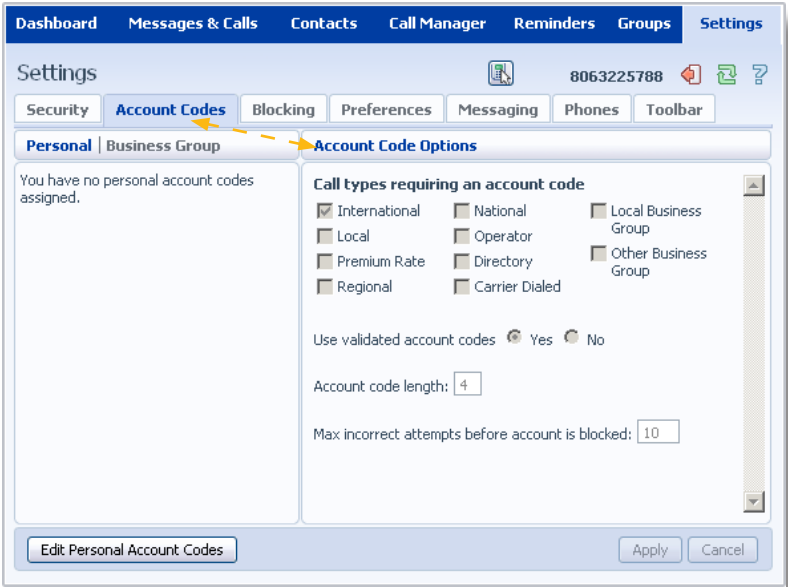 Dashboard Messages & Calls Contacts Call Manager Reminders Groups Settings
Settings 8063225788
Security Account Codes Blocking Preferences Messaging Phones Toolbar
Personal | Business Group
Account Code Options
You have no personal account codes
assigned.
Call types requiring an account code
International National Local Business
Group
Local Operator
Other Business
Group
Premium Rate Directory
Regional Carrier Dialed
Use validated account codes Yes No
Account code length: 4
Max incorrect attempts before account is blocked: 10
Edit Personal Account Codes Apply Cancel